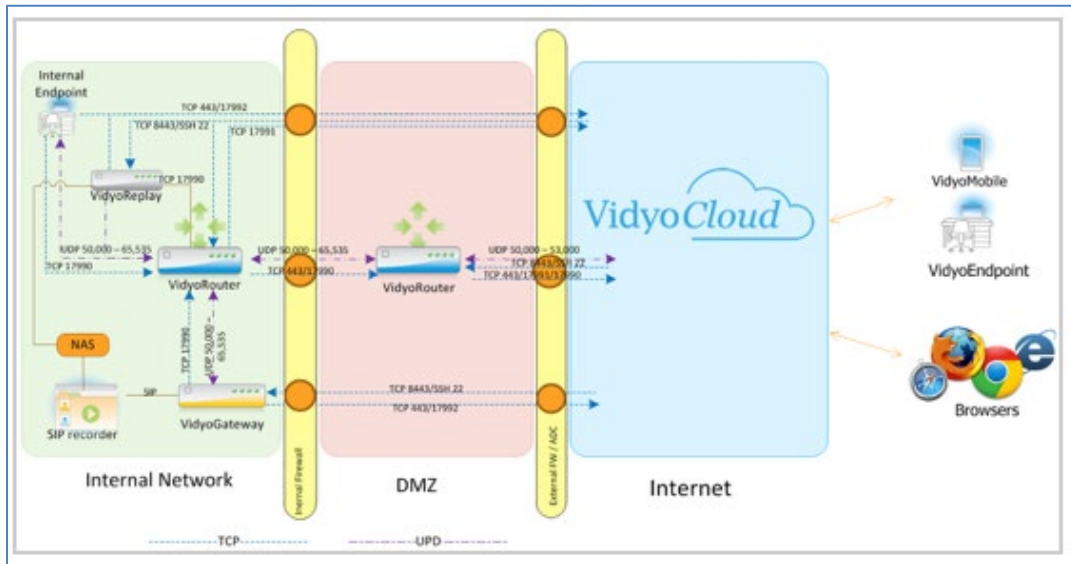 Internal
Endpoint
TCP 443/17992
TCP 8443/SSH 22
TCP 17991
TCP 17990
VidyoReplay
UDP 50,000 – 65,535
TCP 17990
VidyoRouter
UDP 50,000 – 65,535
TCP 443/17990
VidyoRouter
UDP 50,000 – 53,000
TCP 8443/SSH 22
TCP 443/17991/17990
VidyoCloud
VidyoMobile
VidyoEndpoint
Browsers
TCP 17990
UDP 50,000 –
65,535
NAS
SIP
SIP recorder
VidyoGateway
TCP 8443/SSH 22
TCP 443/17992
Inernal Firewall
External FW / ADC
Internal Network
DMZ
Internet
TCP
UPD